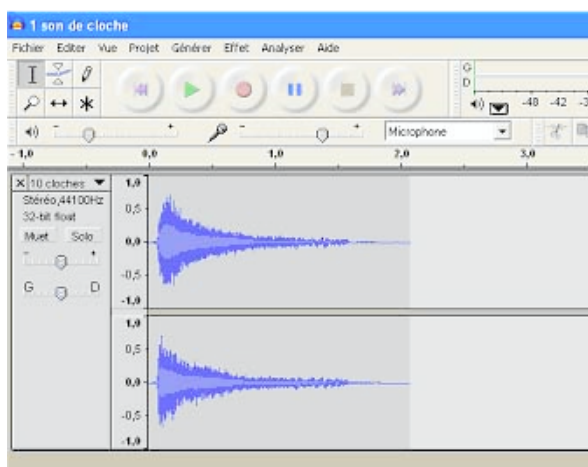 1 son de cloche
Fichier Editer Vue Projet Générer Effet Analyser Aide
G
D
-48 -42 -3
- +
- +
Microphone
- 1,0 0,0 1,0 2,0 3,0
X 10 cloches
Stéréo,44100Hz
32-bit float
Muet Solo
- +
G D
1,0
0,5
0,0
-0,5
-1,0
1,0
0,5
0,0
-0,5
-1,0